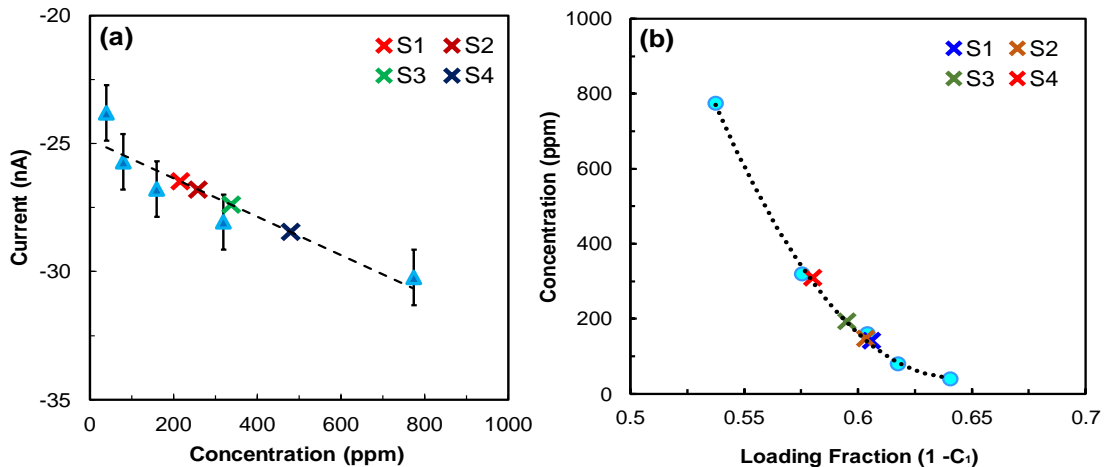 (a)
S1 S2
S3 S4
-20
-25
-30
-35
Current (nA)
0 200 400 600 800 1000
Concentration (ppm)
(b)
S1 S2
S3 S4
1000
800
600
400
200
0
Concentration (ppm)
0.5 0.55 0.6 0.65 0.7
Loading Fraction (1 -C₁)